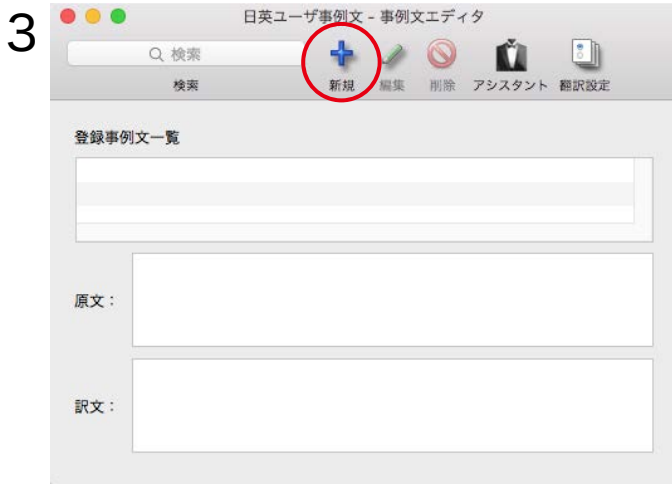 3
日英ユーザ事例文 - 事例文エディタ
検索
検索 新規 編集 削除 アシスタント 翻訳設定
登録事例文一覧
原文：
訳文：